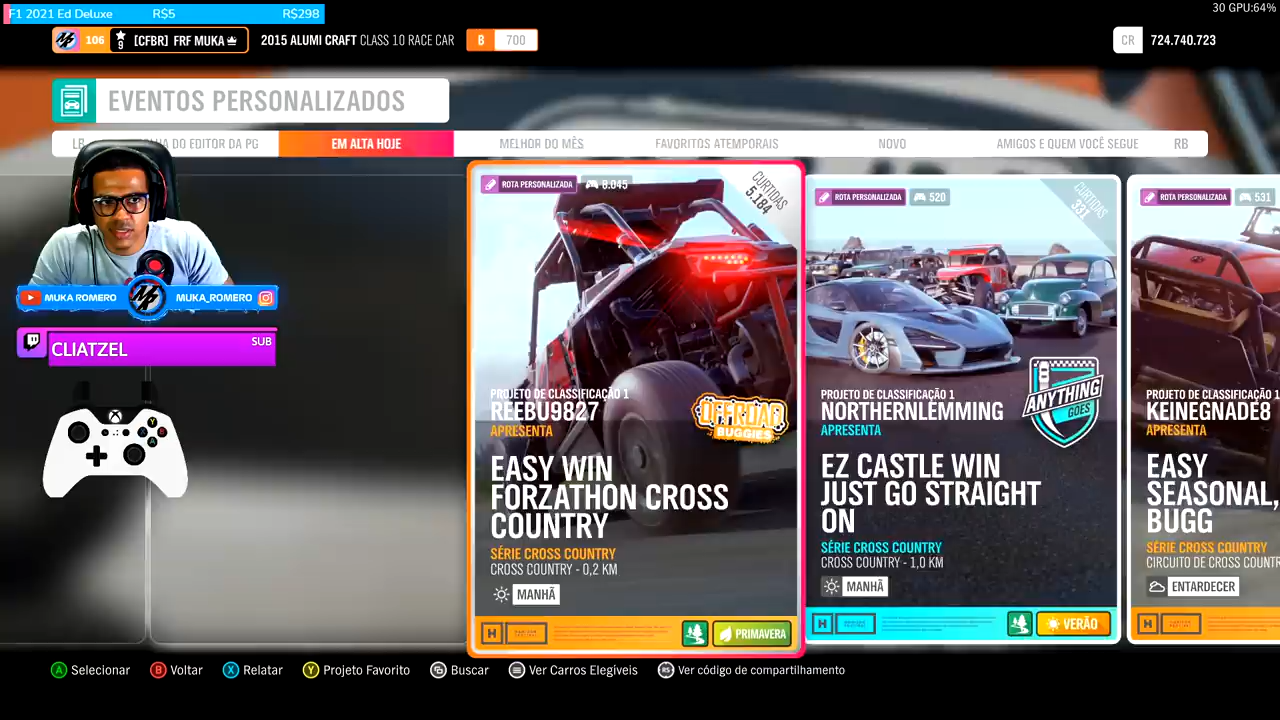 F1 2021 Ed Deluxe R$5 R$298
30 GPU:64%
106 9 [CFBR] FRF MUKA 2015 ALUMI CRAFT CLASS 10 RACE CAR B 700
CR 724.740.723
EVENTOS PERSONALIZADOS
DO EDITOR DA PG EM ALTA HOJE MELHOR DO MÊS FAVORITOS ATEMPORAIS NOVO AMIGOS E QUEM VOCÊ SEGUE RB
ROTA PERSONALIZADA 8.045
CURTIDAS
5.184
PROJETO DE CLASSIFICAÇÃO 1
REEBU9827
APRESENTA
OFFROAD
BUGGIES
EASY WIN
FORZATHON CROSS
COUNTRY
SÉRIE CROSS COUNTRY
CROSS COUNTRY - 0,2 KM
MANHÃ
PRIMAVERA
ROTA PERSONALIZADA 520
CURTIDAS
331
PROJETO DE CLASSIFICAÇÃO 1
NORTHERNLEMMING
APRESENTA
ANYTHING
GOES
EZ CASTLE WIN
JUST GO STRAIGHT
ON
SÉRIE CROSS COUNTRY
CROSS COUNTRY - 1,0 KM
MANHÃ
VERÃO
ROTA PERSONALIZADA 531
PROJETO DE CLASSIFICAÇÃO 1
KEINEGNADE8
APRESENTA
EASY
SEASONAL,
BUGG
SÉRIE CROSS COUNTRY
CIRCUITO DE CROSS COUNTR
ENTARDECER
MUKA ROMERO MUKA_ROMERO
CLIATZEL SUB
A Selecionar B Voltar X Relatar Y Projeto Favorito Buscar Ver Carros Elegíveis RS Ver código de compartilhamento